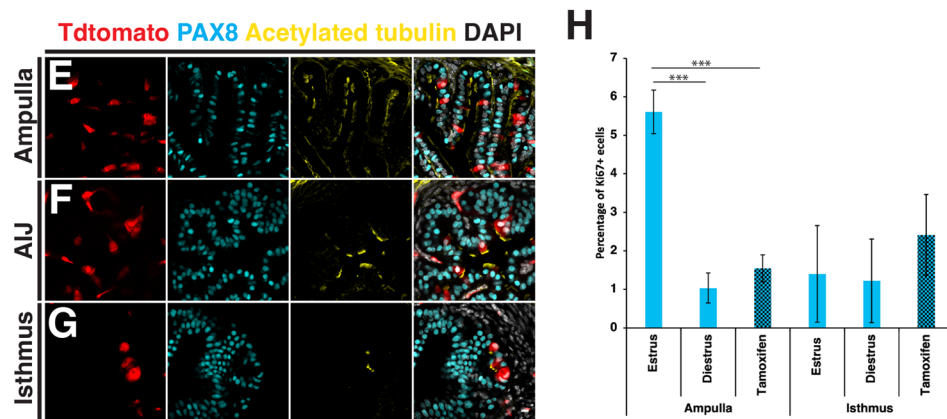 Tdtomato PAX8 Acetylated tubulin DAPI
E
Ampulla
F
AIJ
G
Isthmus
H
Percentage of Ki67+ ecells
7
6
5
4
3
2
1
0
***
***
Estrus
Diestrus
Tamoxifen
Estrus
Diestrus
Tamoxifen
Ampulla
Isthmus